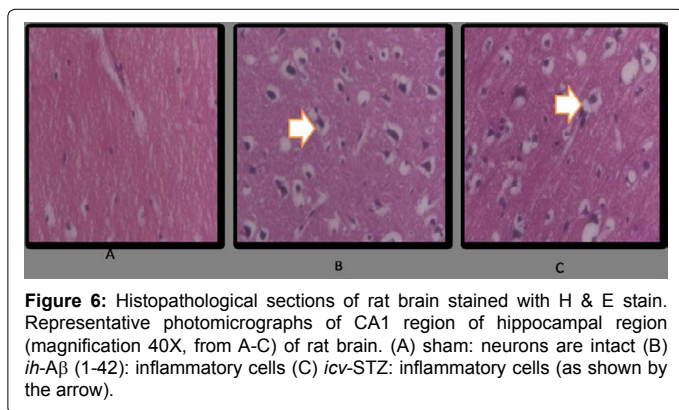 A
B
C
Figure 6: Histopathological sections of rat brain stained with H & E stain.
Representative photomicrographs of CA1 region of hippocampal region
(magnification 40X, from A-C) of rat brain. (A) sham: neurons are intact (B)
ih-Aβ (1-42): inflammatory cells (C) icv-STZ: inflammatory cells (as shown by
the arrow).